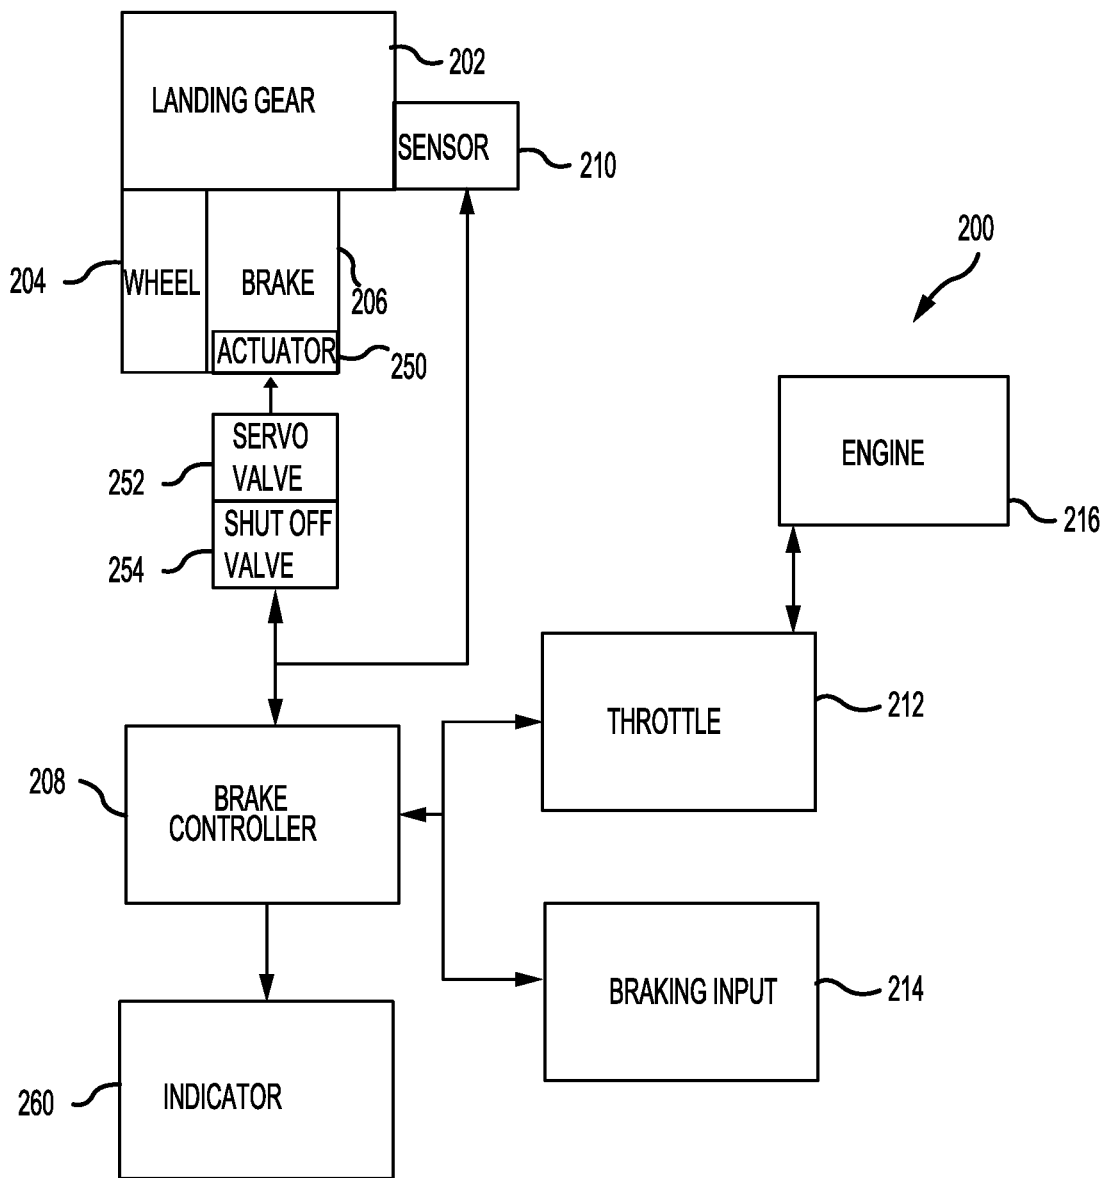 202
LANDING GEAR
SENSOR
210
200
204
WHEEL
BRAKE
206
ACTUATOR
250
SERVO
VALVE
252
ENGINE
216
SHUT OFF
VALVE
254
THROTTLE
212
208
BRAKE
CONTROLLER
BRAKING INPUT
214
INDICATOR
260